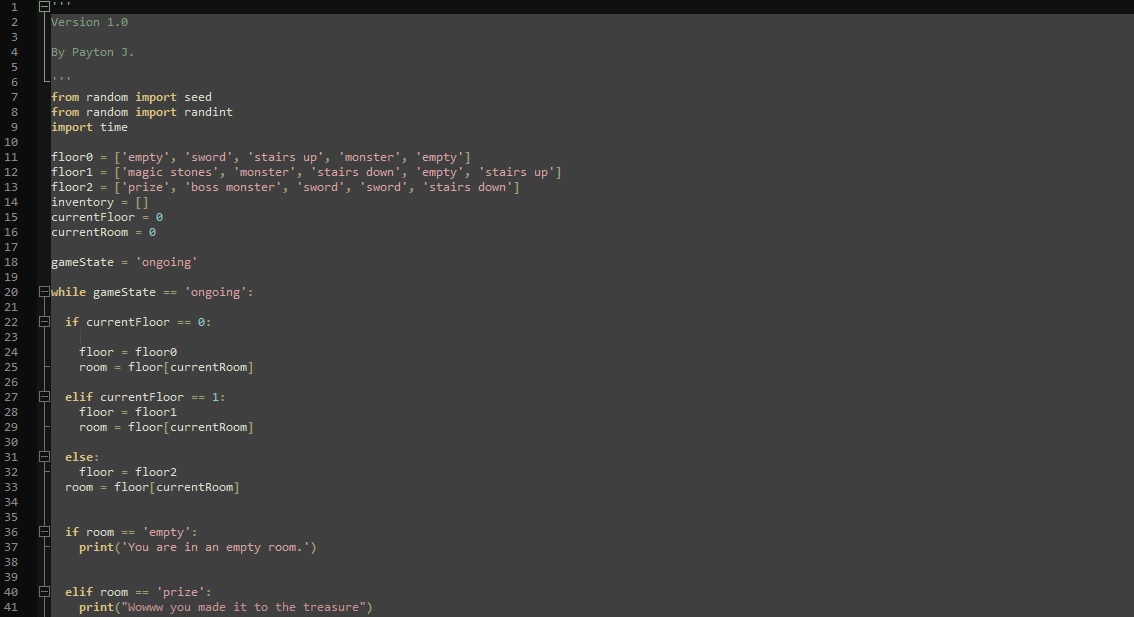 1 '''
2 Version 1.0
3
4 By Payton J.
5
6 '''
7 from random import seed
8 from random import randint
9 import time
10
11 floor0 = ['empty', 'sword', 'stairs up', 'monster', 'empty']
12 floor1 = ['magic stones', 'monster', 'stairs down', 'empty', 'stairs up']
13 floor2 = ['prize', 'boss monster', 'sword', 'sword', 'stairs down']
14 inventory = []
15 currentFloor = 0
16 currentRoom = 0
17
18 gameState = 'ongoing'
19
20 while gameState == 'ongoing':
21
22   if currentFloor == 0:
23
24     floor = floor0
25     room = floor[currentRoom]
26
27   elif currentFloor == 1:
28     floor = floor1
29     room = floor[currentRoom]
30
31   else:
32     floor = floor2
33   room = floor[currentRoom]
34
35
36   if room == 'empty':
37     print('You are in an empty room.')
38
39
40   elif room == 'prize':
41     print("Wowww you made it to the treasure")